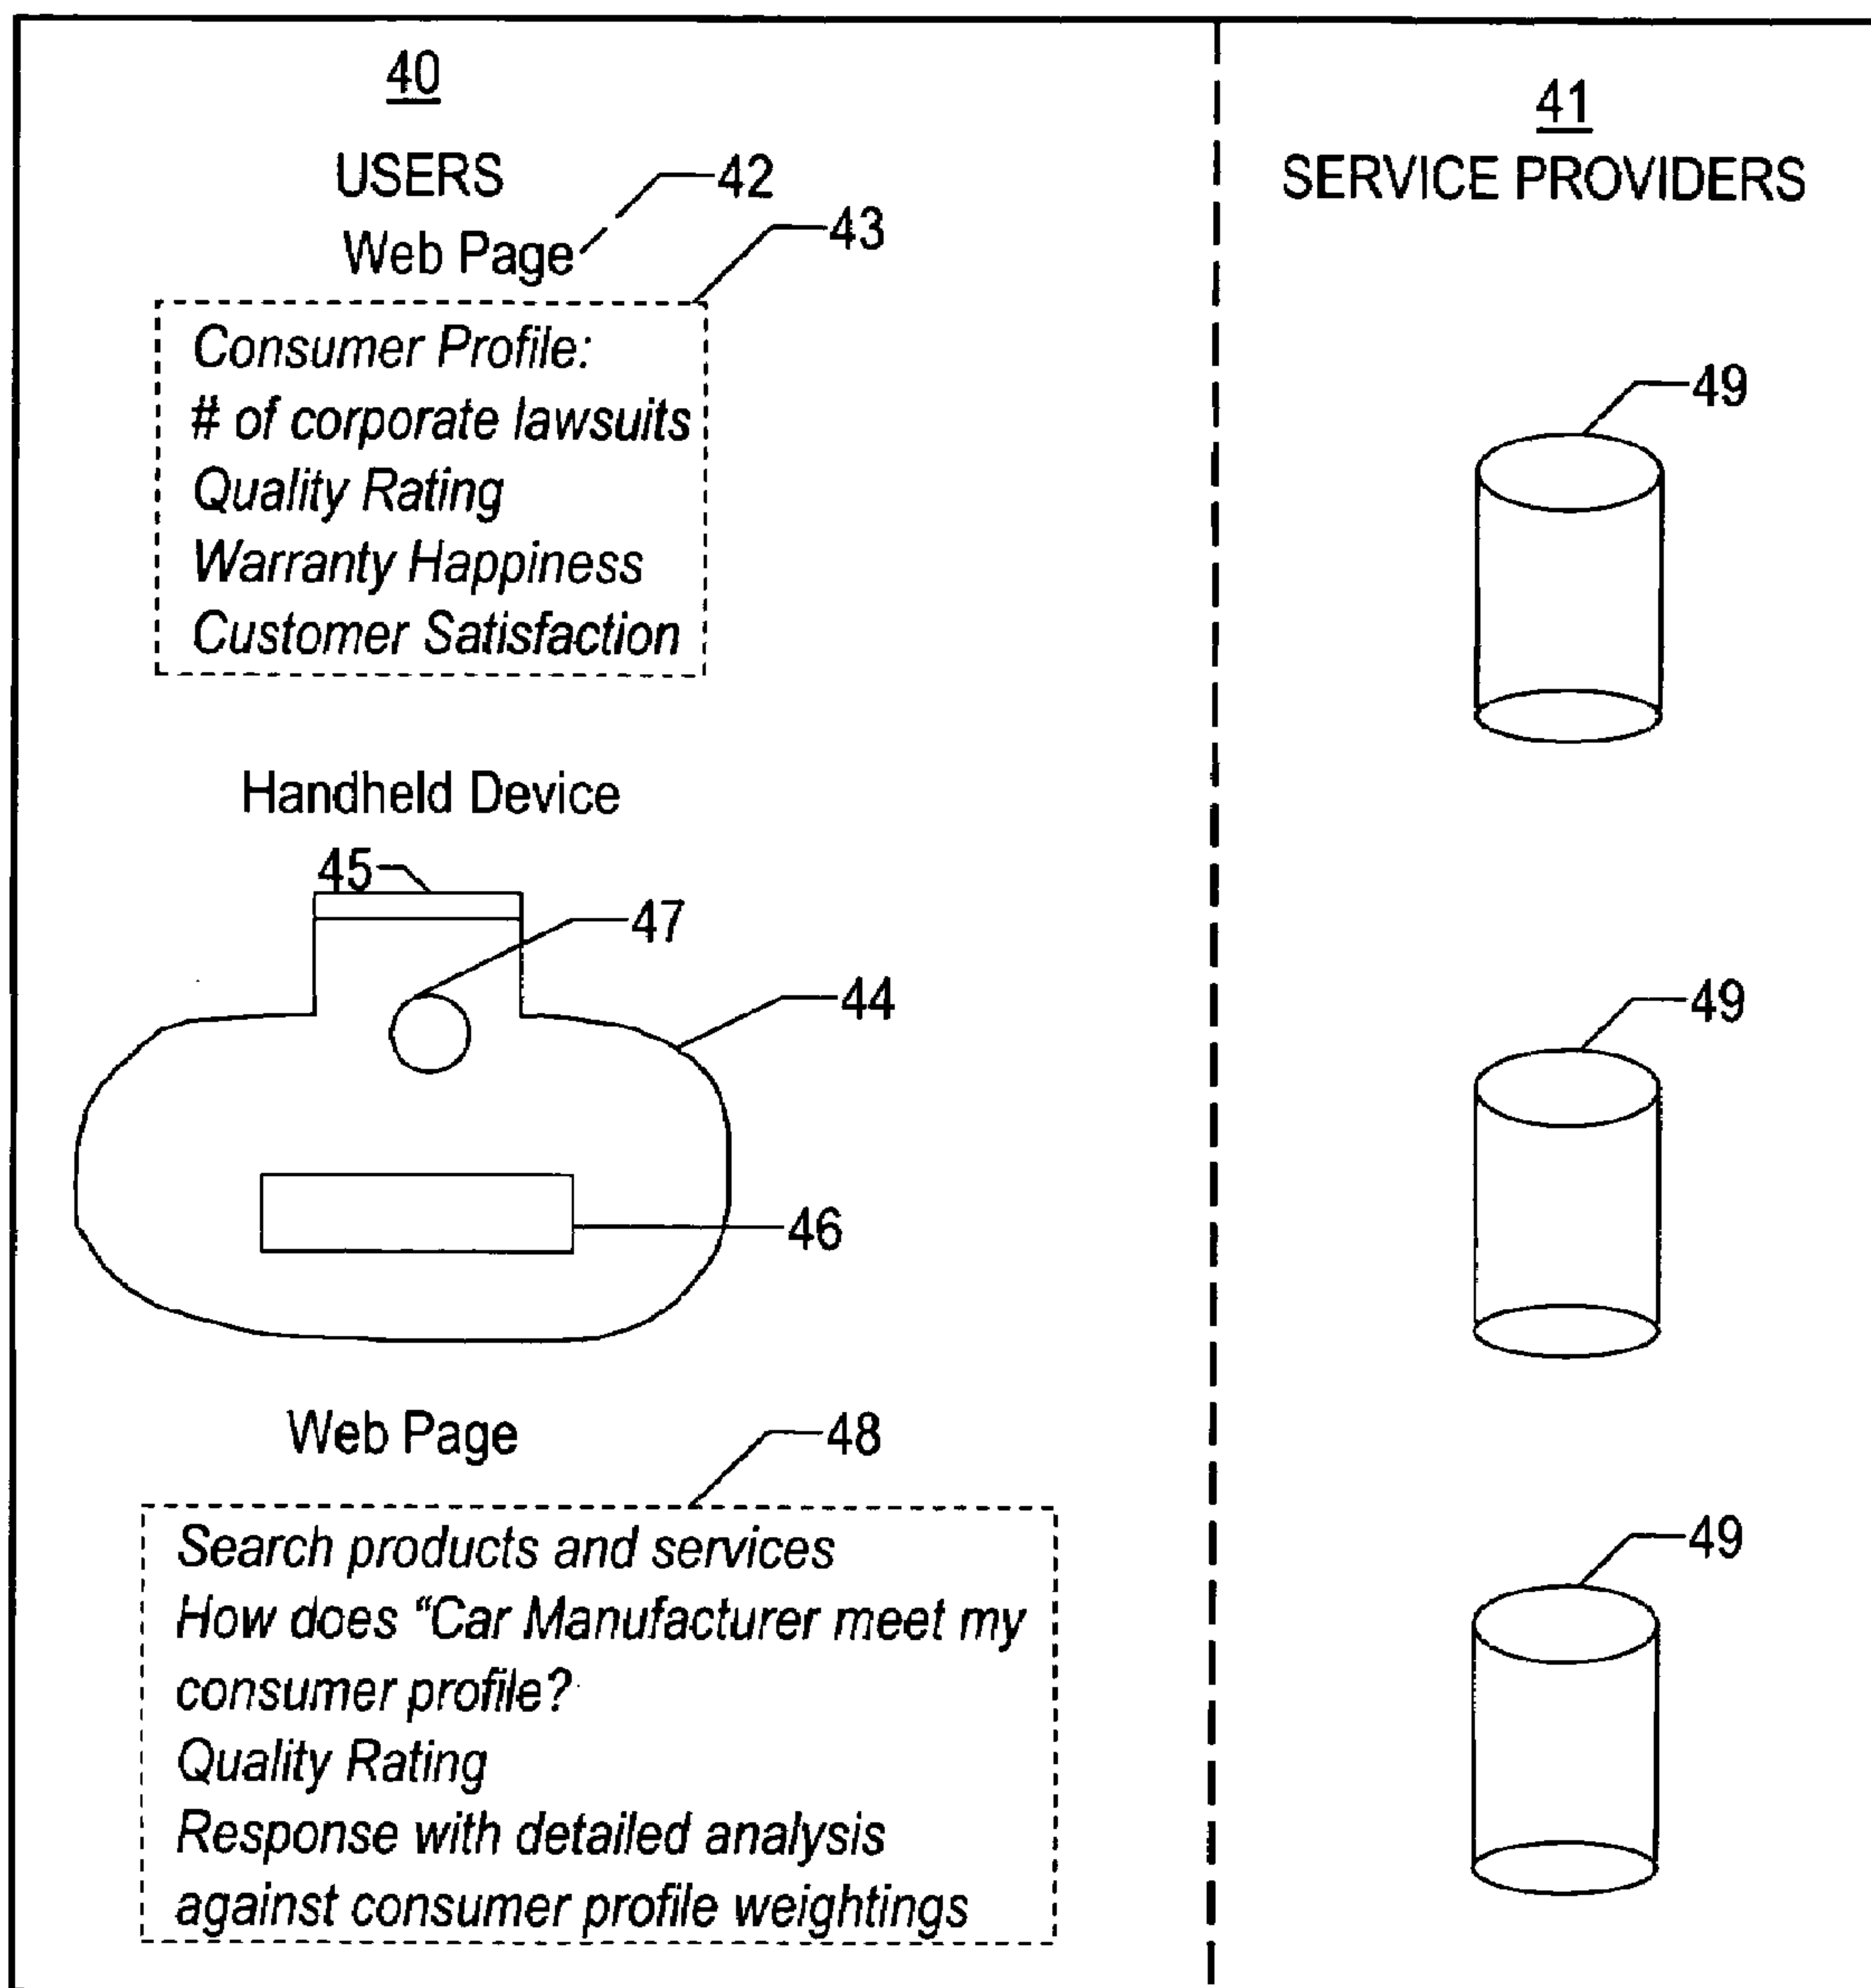 40
USERS
42
Web Page
43
Consumer Profile:
# of corporate lawsuits
Quality Rating
Warranty Happiness
Customer Satisfaction
Handheld Device
45
47
44
46
Web Page
48
Search products and services
How does “Car Manufacturer meet my
consumer profile?
Quality Rating
Response with detailed analysis
against consumer profile weightings
41
SERVICE PROVIDERS
49
49
49